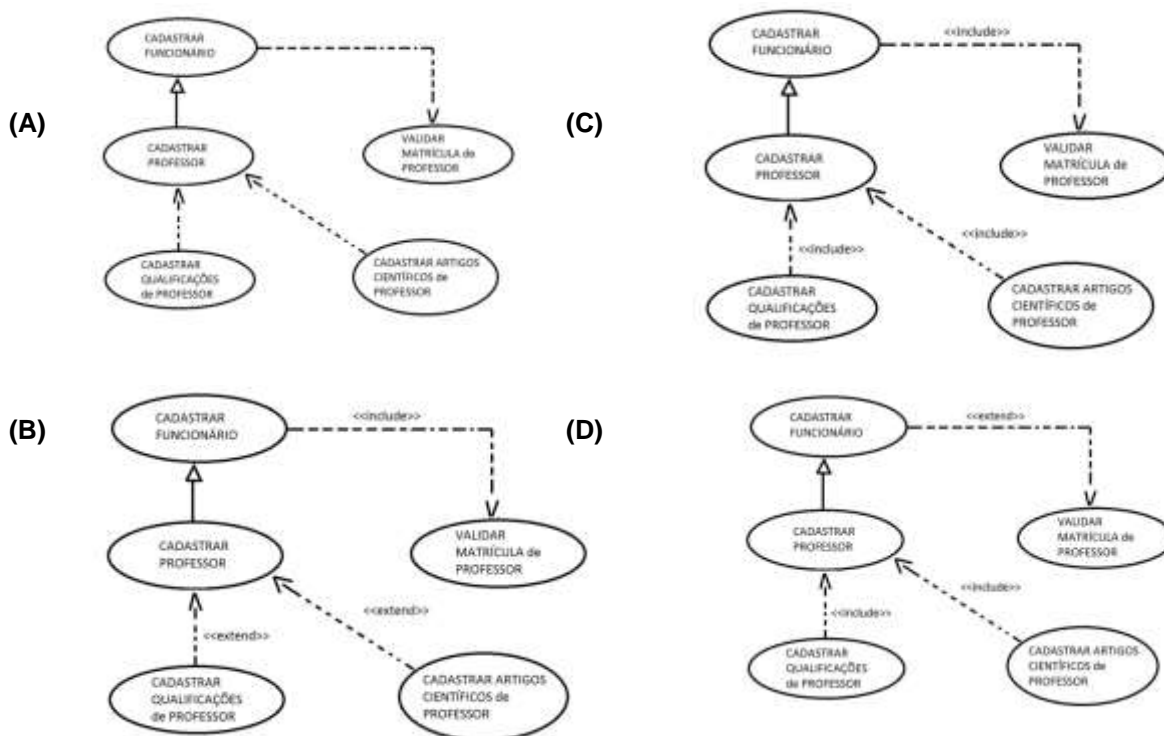 (A)
CADASTRAR
FUNCIONÁRIO
CADASTRAR
PROFESSOR
VALIDAR
MATRÍCULA de
PROFESSOR
CADASTRAR
QUALIFICAÇÕES
de PROFESSOR
CADASTRAR ARTIGOS
CIENTÍFICOS de
PROFESSOR
(C)
CADASTRAR
FUNCIONÁRIO
<<include>>
CADASTRAR
PROFESSOR
VALIDAR
MATRÍCULA de
PROFESSOR
<<include>>
<<include>>
CADASTRAR
QUALIFICAÇÕES
de PROFESSOR
CADASTRAR ARTIGOS
CIENTÍFICOS de
PROFESSOR
(B)
CADASTRAR
FUNCIONÁRIO
<<include>>
CADASTRAR
PROFESSOR
VALIDAR
MATRÍCULA de
PROFESSOR
<<extend>>
<<extend>>
CADASTRAR
QUALIFICAÇÕES
de PROFESSOR
CADASTRAR ARTIGOS
CIENTÍFICOS de
PROFESSOR
(D)
CADASTRAR
FUNCIONÁRIO
<<extend>>
CADASTRAR
PROFESSOR
VALIDAR
MATRÍCULA de
PROFESSOR
<<include>>
<<include>>
CADASTRAR
QUALIFICAÇÕES
de PROFESSOR
CADASTRAR ARTIGOS
CIENTÍFICOS de
PROFESSOR